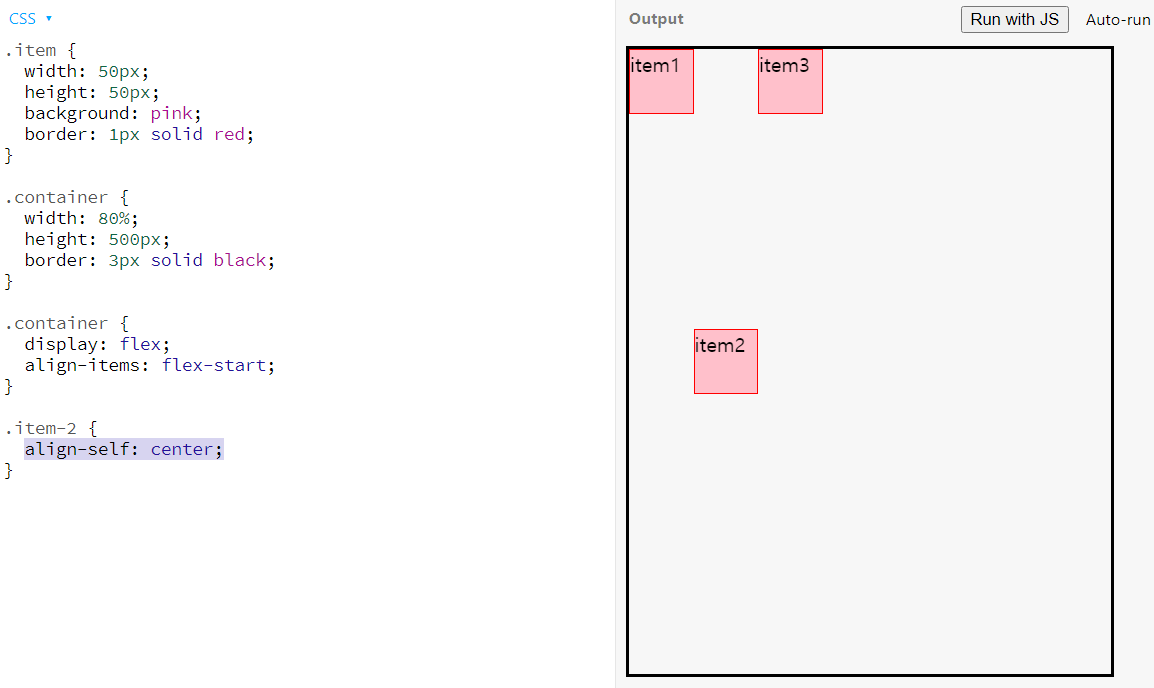 CSS ▾
.item {
  width: 50px;
  height: 50px;
  background: pink;
  border: 1px solid red;
}

.container {
  width: 80%;
  height: 500px;
  border: 3px solid black;
}

.container {
  display: flex;
  align-items: flex-start;
}

.item-2 {
  align-self: center;
}
Output Run with JS Auto-run
item1 item3
item2